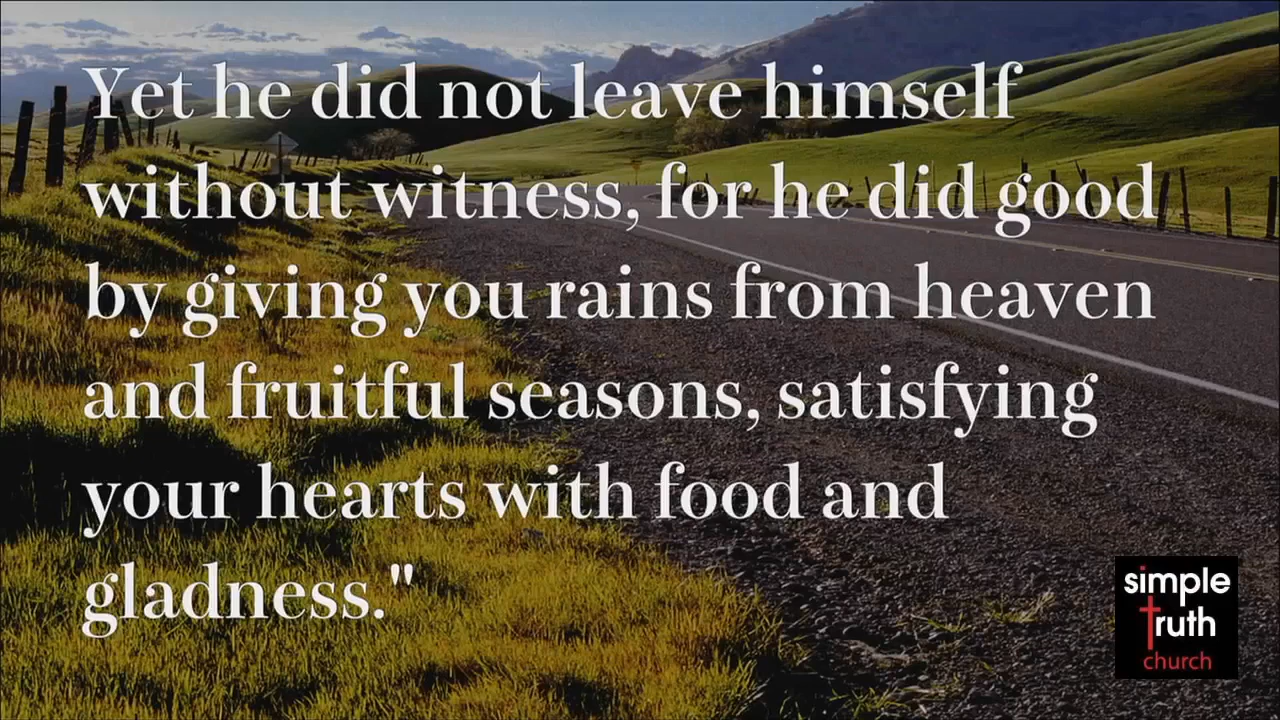 Yet he did not leave himself
without witness, for he did good
by giving you rains from heaven
and fruitful seasons, satisfying
your hearts with food and
gladness."
simple
truth
church